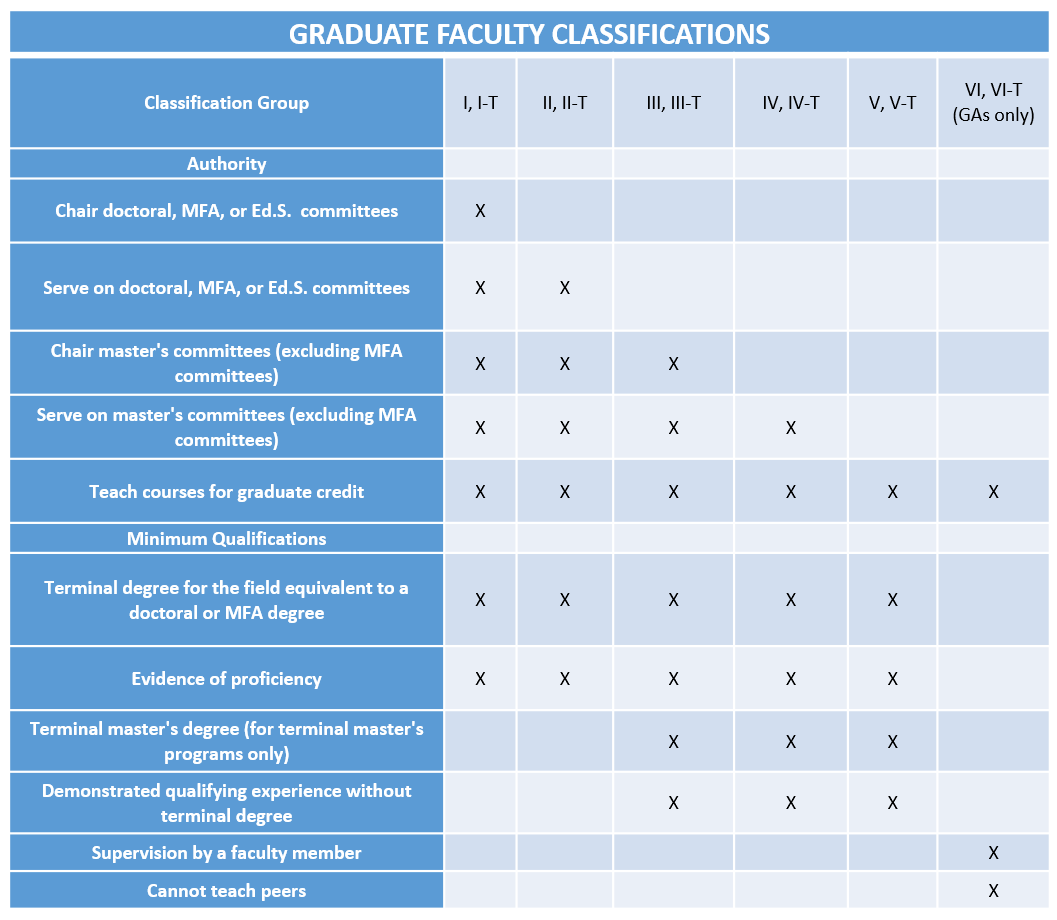 GRADUATE FACULTY CLASSIFICATIONS
Classification Group I, I-T II, II-T III, III-T IV, IV-T V, V-T VI, VI-T
(GAs only)
Authority
Chair doctoral, MFA, or Ed.S. committees X
Serve on doctoral, MFA, or Ed.S. committees X X
Chair master's committees (excluding MFA
committees) X X X
Serve on master's committees (excluding MFA
committees) X X X X
Teach courses for graduate credit X X X X X X
Minimum Qualifications
Terminal degree for the field equivalent to a
doctoral or MFA degree X X X X X
Evidence of proficiency X X X X X
Terminal master's degree (for terminal master's
programs only) X X X
Demonstrated qualifying experience without
terminal degree X X X
Supervision by a faculty member X
Cannot teach peers X